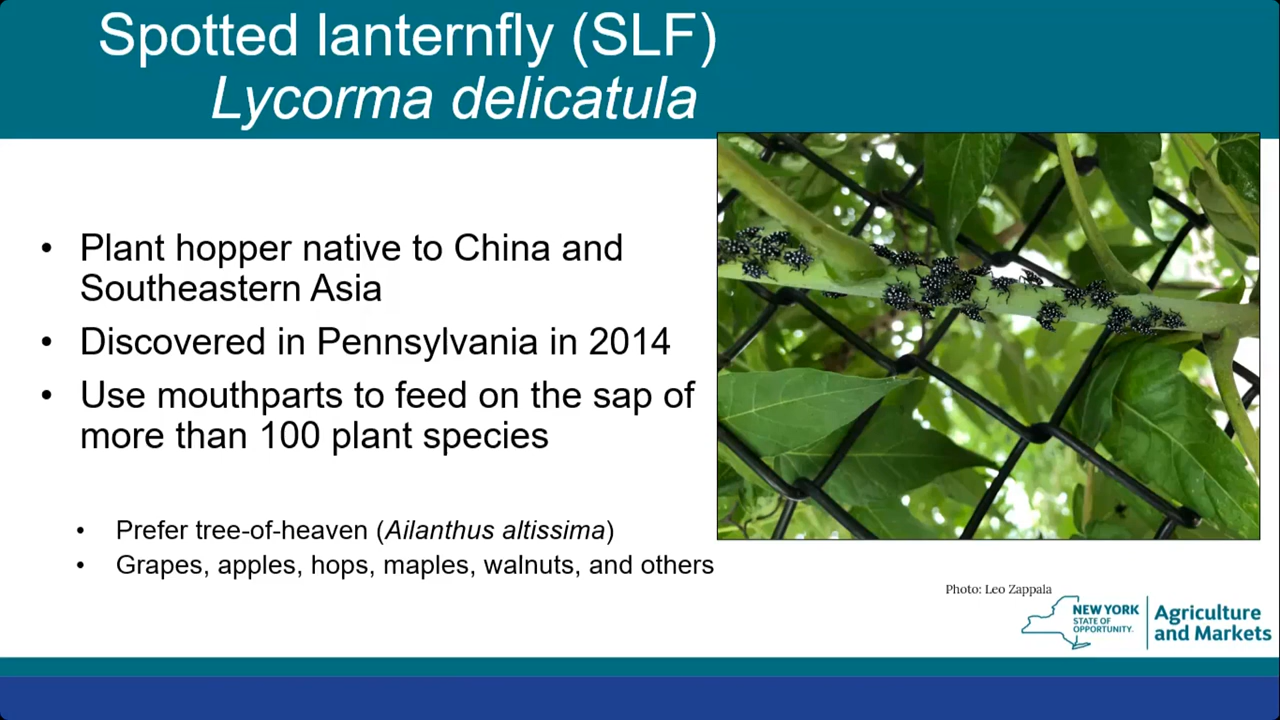 Spotted lanternfly (SLF)
Lycorma delicatula
• Plant hopper native to China and
Southeastern Asia
• Discovered in Pennsylvania in 2014
• Use mouthparts to feed on the sap of
more than 100 plant species
• Prefer tree-of-heaven (Ailanthus altissima)
• Grapes, apples, hops, maples, walnuts, and others
Photo: Leo Zappala
NEW YORK
STATE OF
OPPORTUNITY.
Agriculture
and Markets